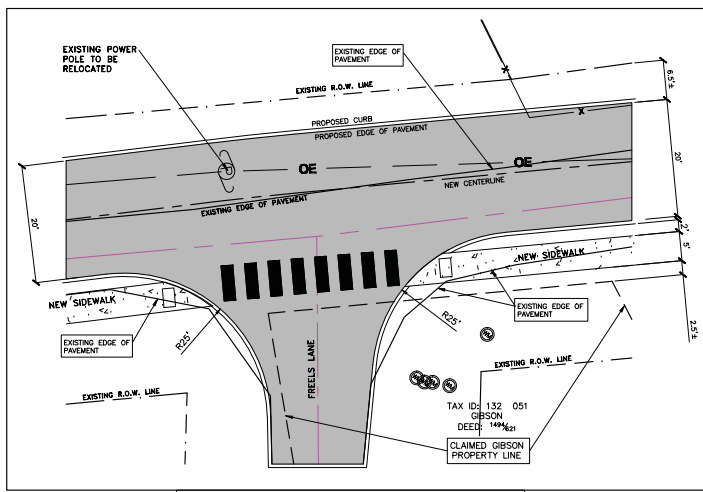 EXISTING POWER
POLE TO BE
RELOCATED
EXISTING EDGE OF
PAVEMENT
X
EXISTING R.O.W. LINE
6.5'±
X
PROPOSED CURB
PROPOSED EDGE OF PAVEMENT
OE
OE
20'
20'
NEW CENTERLINE
EXISTING EDGE OF PAVEMENT
2'
5'
NEW SIDEWALK
NEW SIDEWALK
EXISTING EDGE OF
PAVEMENT
EXISTING EDGE OF
PAVEMENT
R25'
R25'
2.5'±
FREELS LANE
EXISTING R.O.W. LINE
EXISTING R.O.W. LINE
TAX ID: 132 051
GIBSON
DEED: 1494/621
CLAIMED GIBSON
PROPERTY LINE